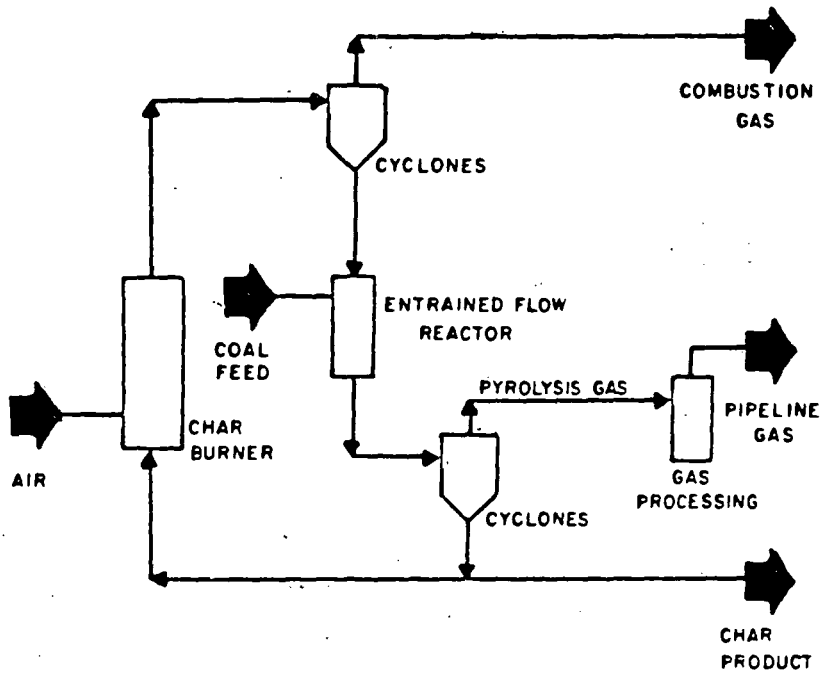 COMBUSTION
GAS
CYCLONES
ENTRAINED FLOW
REACTOR
COAL
FEED
PYROLYSIS GAS
PIPELINE
GAS
CHAR
BURNER
AIR
GAS
PROCESSING
CYCLONES
CHAR
PRODUCT